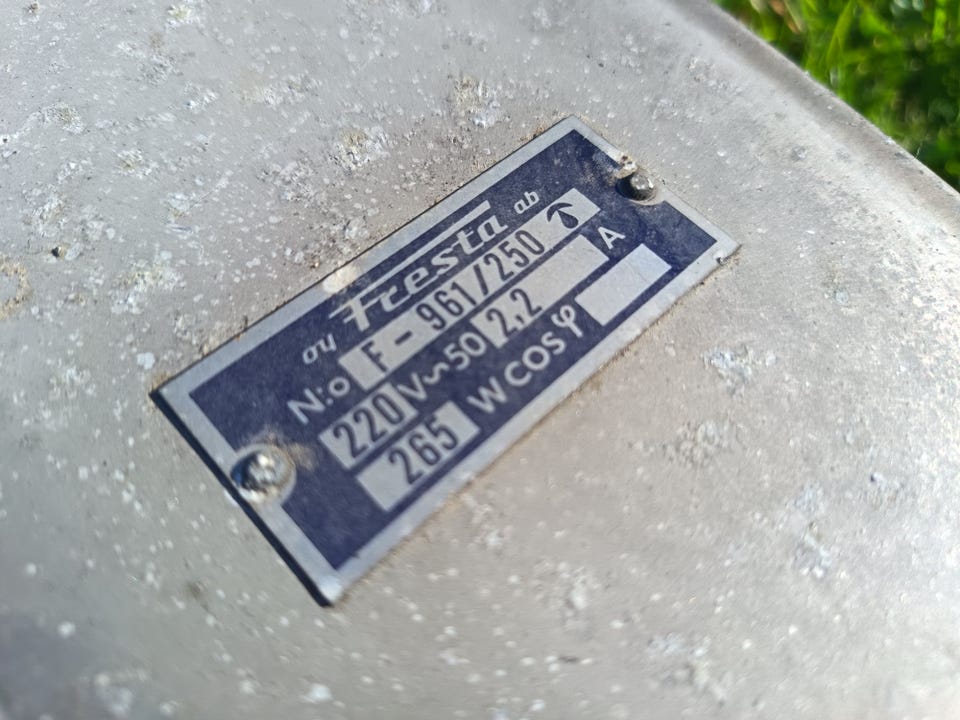 oy Fresta ab
N:o F-961/250
220 V~50 2,2 A
265 W COS φ